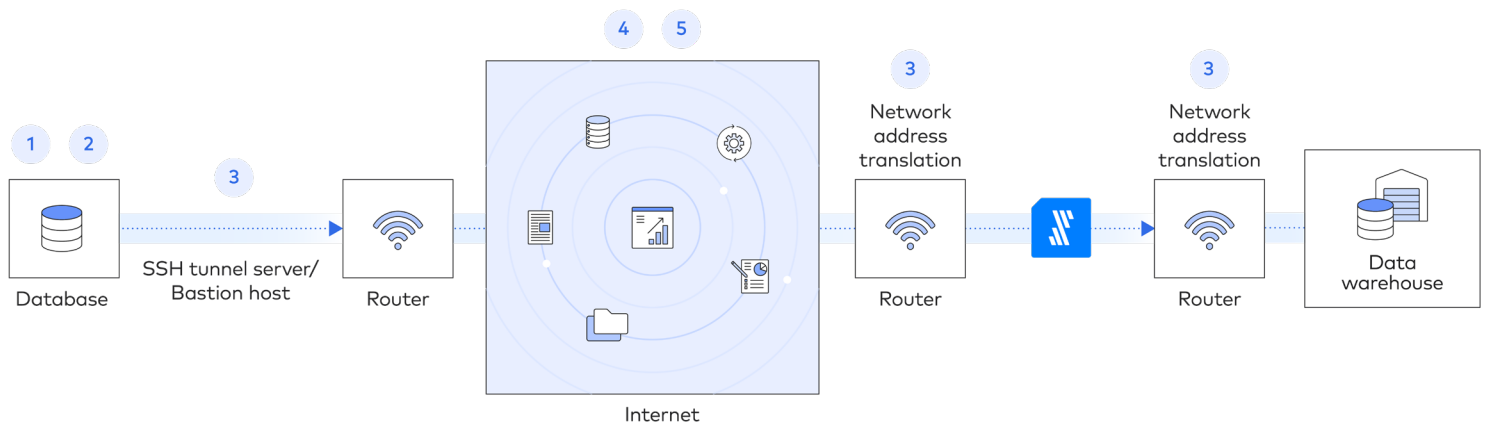 4 5
1 2
3
3
3
Network
address
translation
Network
address
translation
SSH tunnel server/
Bastion host
Database
Router
Router
Router
Data
warehouse
Internet